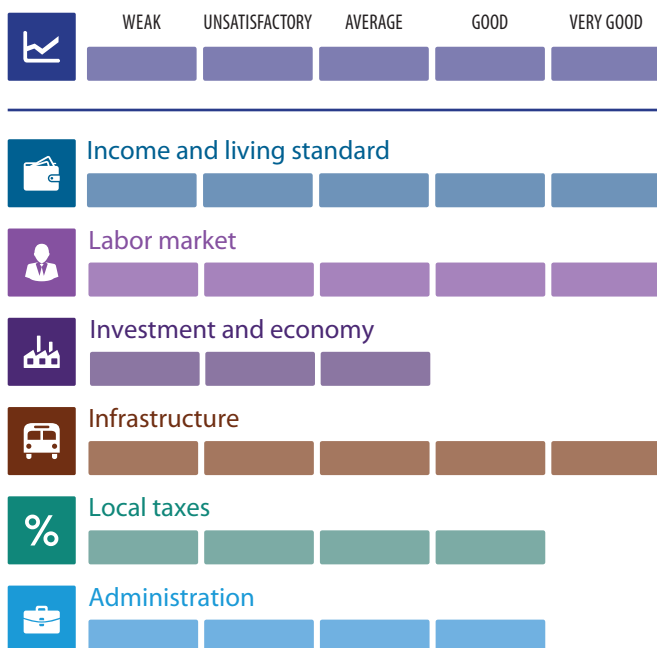 WEAK UNSATISFACTORY AVERAGE GOOD VERY GOOD
Income and living standard
Labor market
Investment and economy
Infrastructure
%
Local taxes
Administration